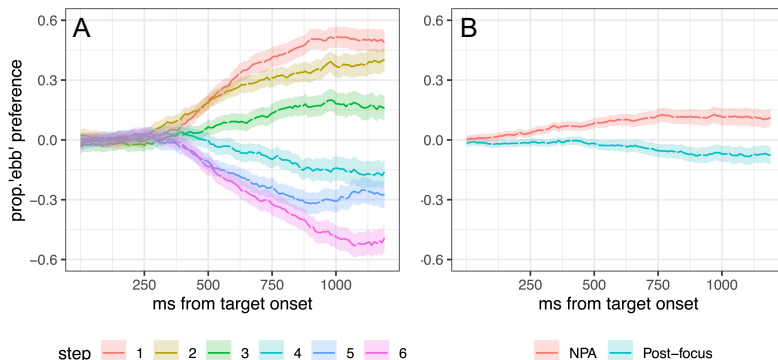 A
B
prop.'ebb' preference
0.6
0.3
0.0
-0.3
-0.6
0.6
0.3
0.0
-0.3
-0.6
250 500 750 1000
250 500 750 1000
ms from target onset
ms from target onset
step 1 2 3 4 5 6
NPA Post-focus